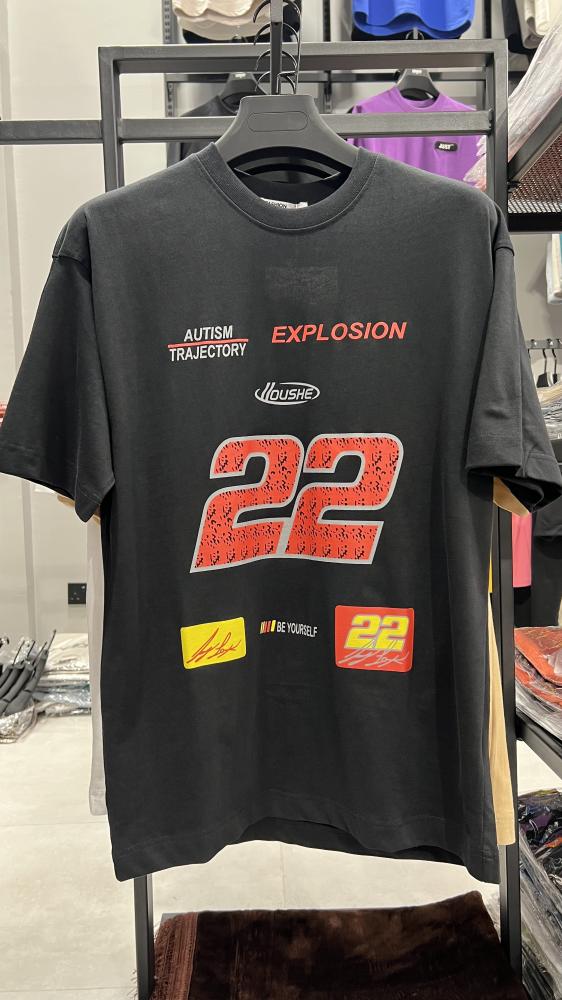 AUTISM
TRAJECTORY
EXPLOSION
HOUSHE
22
BE YOURSELF
22